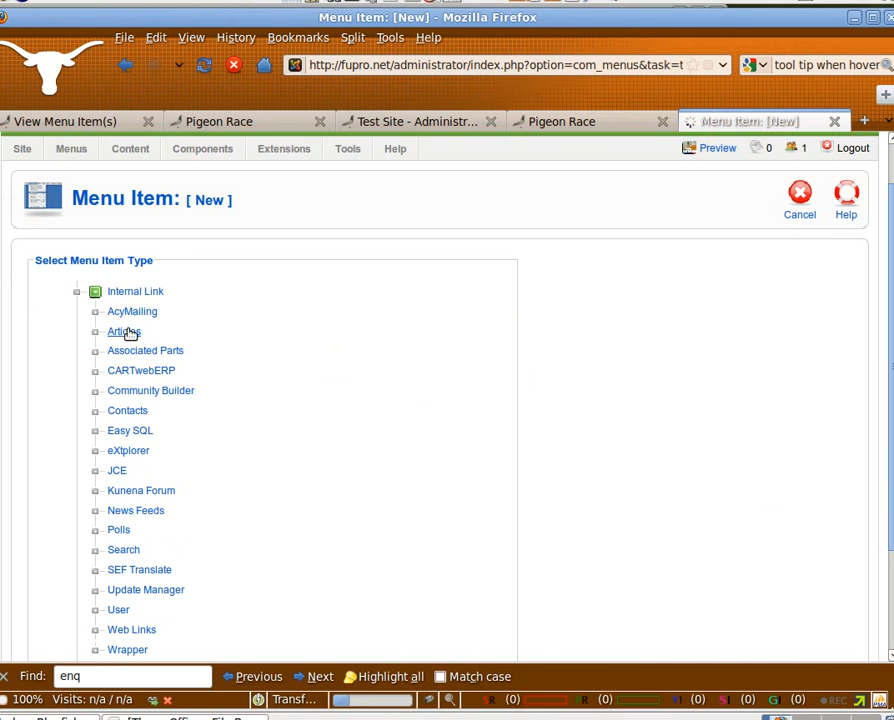 Menu Item: [New] - Mozilla Firefox
File Edit View History Bookmarks Split Tools Help
http://fupro.net/administrator/index.php?option=com_menus&task=t
tool tip when hover
View Menu Item(s)
Pigeon Race
Test Site - Administr...
Pigeon Race
Menu Item: [New]
Site Menus Content Components Extensions Tools Help
Preview 0 1 Logout
Menu Item: [ New ]
Cancel Help
Select Menu Item Type
Internal Link
AcyMailing
Articles
Associated Parts
CARTwebERP
Community Builder
Contacts
Easy SQL
eXtplorer
JCE
Kunena Forum
News Feeds
Polls
Search
SEF Translate
Update Manager
User
Web Links
Wrapper
Find: enq Previous Next Highlight all Match case
100% Visits: n/a / n/a Transf... (0) (0) (0) (0) (0)